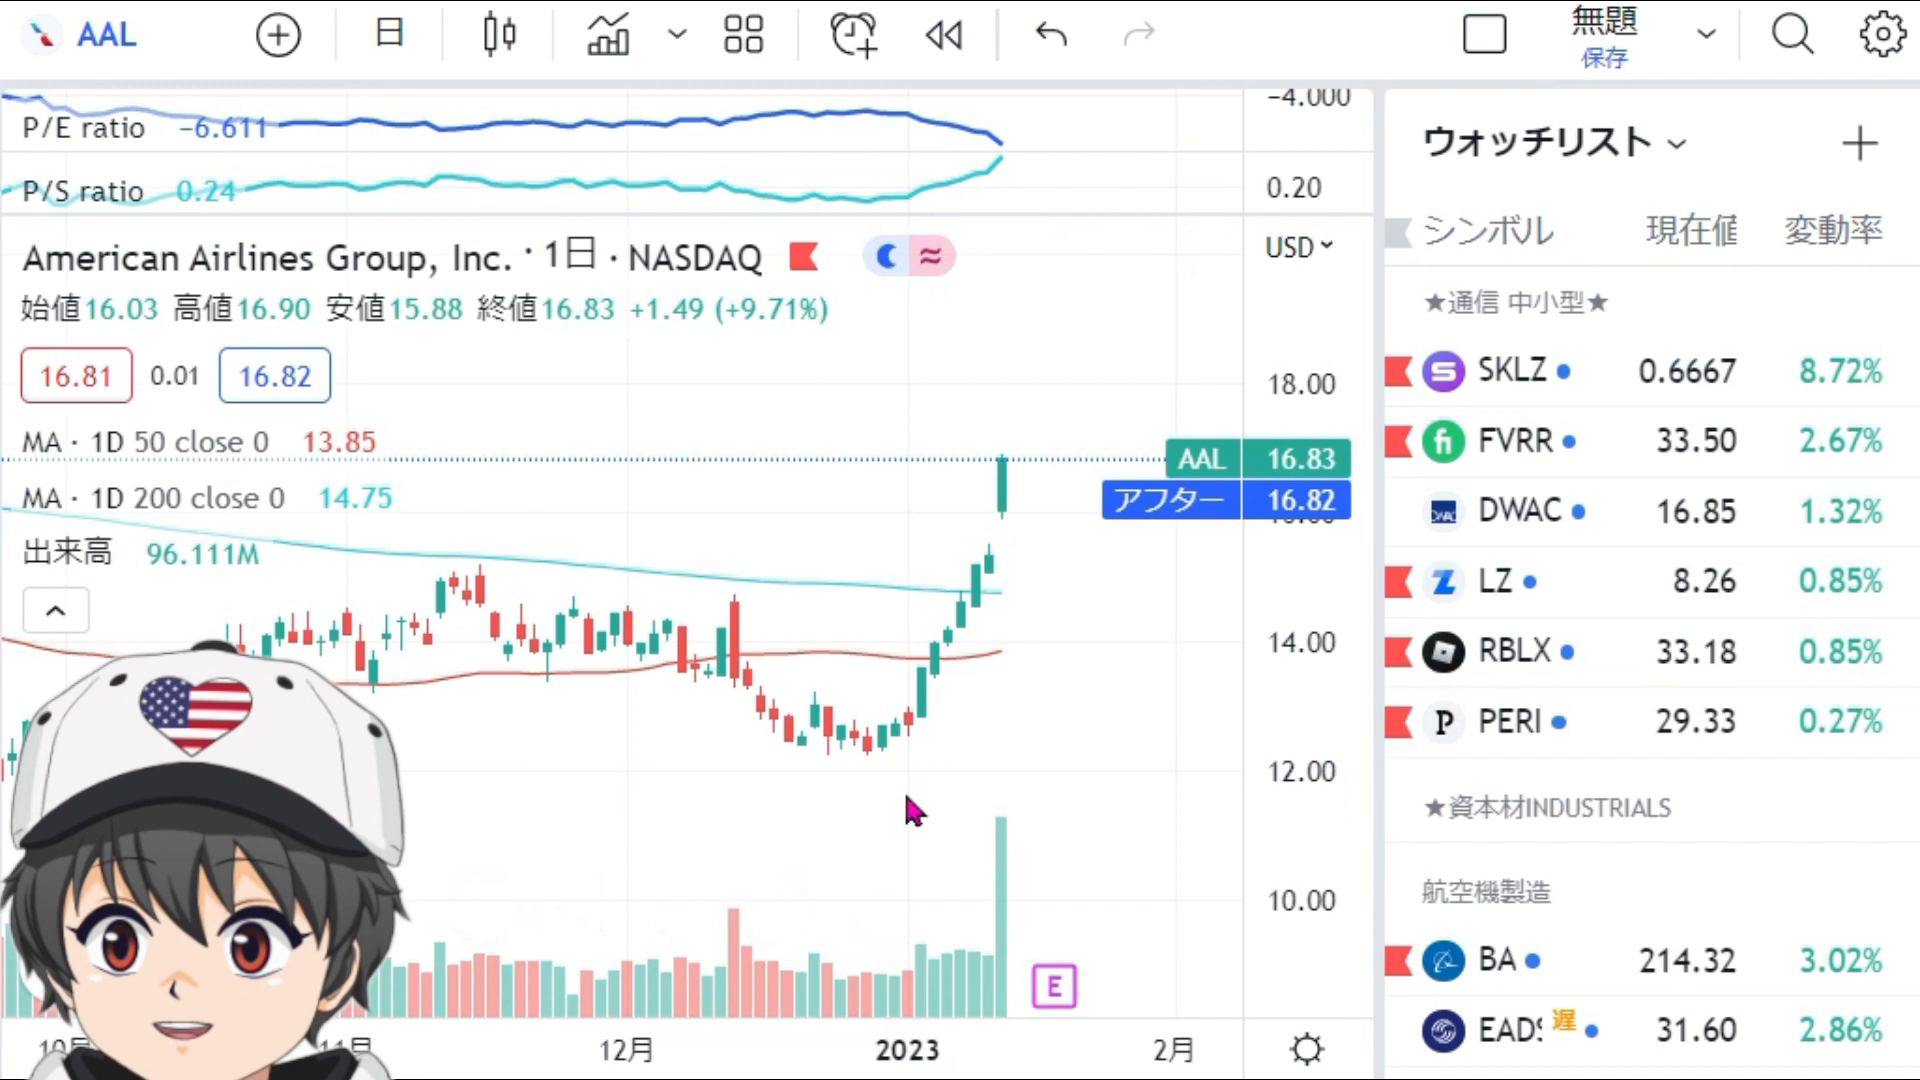 AAL
日
無題
保存
P/E ratio −6.611
−4.000
P/S ratio 0.24
0.20
American Airlines Group, Inc. · 1日 · NASDAQ
USD
始値16.03 高値16.90 安値15.88 終値16.83 +1.49 (+9.71%)
16.81 0.01 16.82
18.00
MA · 1D 50 close 0 13.85
AAL 16.83
MA · 1D 200 close 0 14.75
アフター 16.82
出来高 96.111M
14.00
12.00
10.00
E
12月 2023 2月
ウォッチリスト
シンボル 現在値 変動率
★通信 中小型★
SKLZ 0.6667 8.72%
FVRR 33.50 2.67%
DWAC 16.85 1.32%
LZ 8.26 0.85%
RBLX 33.18 0.85%
PERI 29.33 0.27%
★資本材INDUSTRIALS
航空機製造
BA 214.32 3.02%
EADS 遅 31.60 2.86%